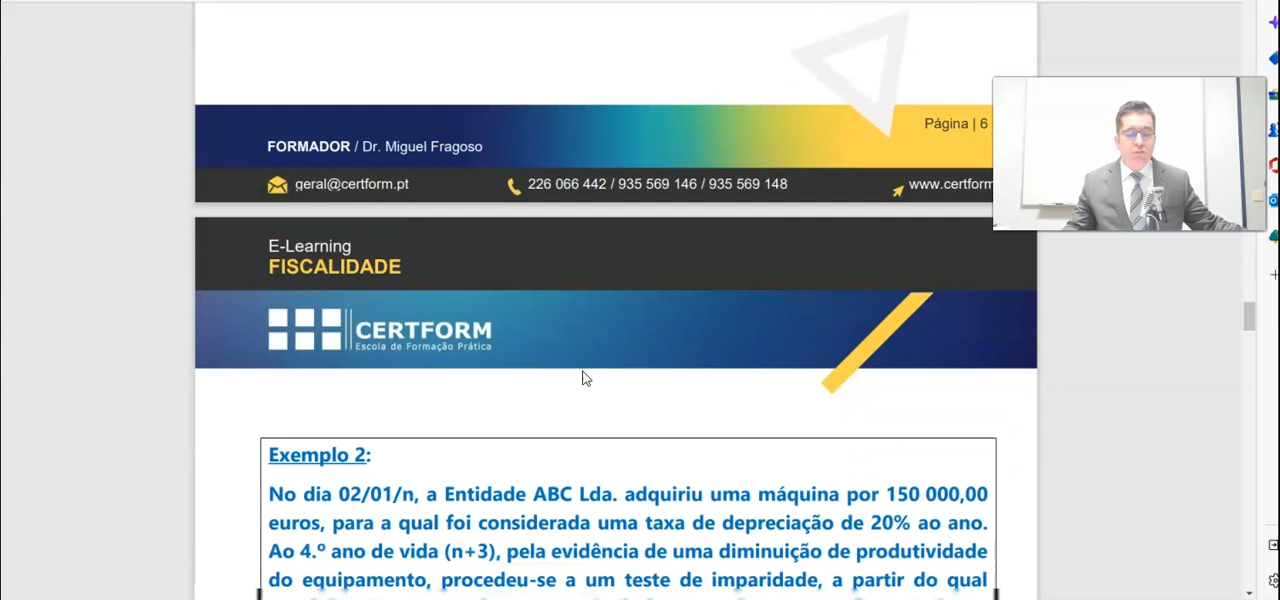 Página | 6
FORMADOR / Dr. Miguel Fragoso
geral@certform.pt
226 066 442 / 935 569 146 / 935 569 148
www.certform
E-Learning
FISCALIDADE
CERTFORM
Escola de Formação Prática
Exemplo 2:
No dia 02/01/n, a Entidade ABC Lda. adquiriu uma máquina por 150 000,00
euros, para a qual foi considerada uma taxa de depreciação de 20% ao ano.
Ao 4.º ano de vida (n+3), pela evidência de uma diminuição de produtividade
do equipamento, procedeu-se a um teste de imparidade, a partir do qual